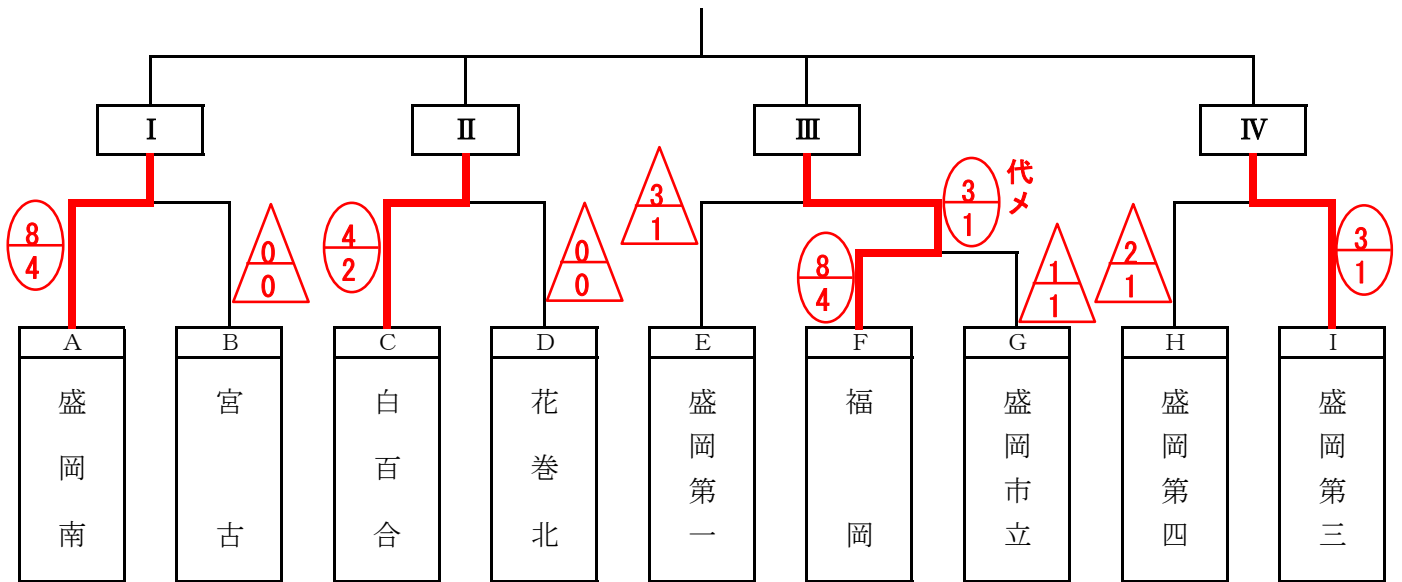 Ⅰ Ⅱ Ⅲ Ⅳ
8 4
0 0
4 2
0 0
3 1
3 1 代メ
8 4
1 1
2 1
3 1
A B C D E F G H I
盛岡南
宮古
白百合
花巻北
盛岡第一
福岡
盛岡市立
盛岡第四
盛岡第三